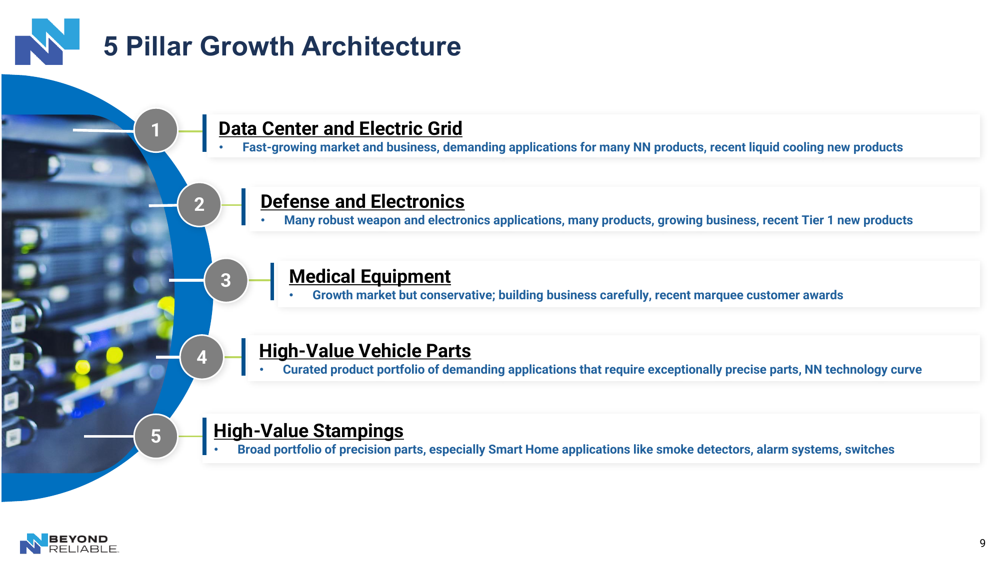 5 Pillar Growth Architecture
1
Data Center and Electric Grid
• Fast-growing market and business, demanding applications for many NN products, recent liquid cooling new products
2
Defense and Electronics
• Many robust weapon and electronics applications, many products, growing business, recent Tier 1 new products
3
Medical Equipment
• Growth market but conservative; building business carefully, recent marquee customer awards
4
High-Value Vehicle Parts
• Curated product portfolio of demanding applications that require exceptionally precise parts, NN technology curve
5
High-Value Stampings
• Broad portfolio of precision parts, especially Smart Home applications like smoke detectors, alarm systems, switches
BEYOND
RELIABLE
9